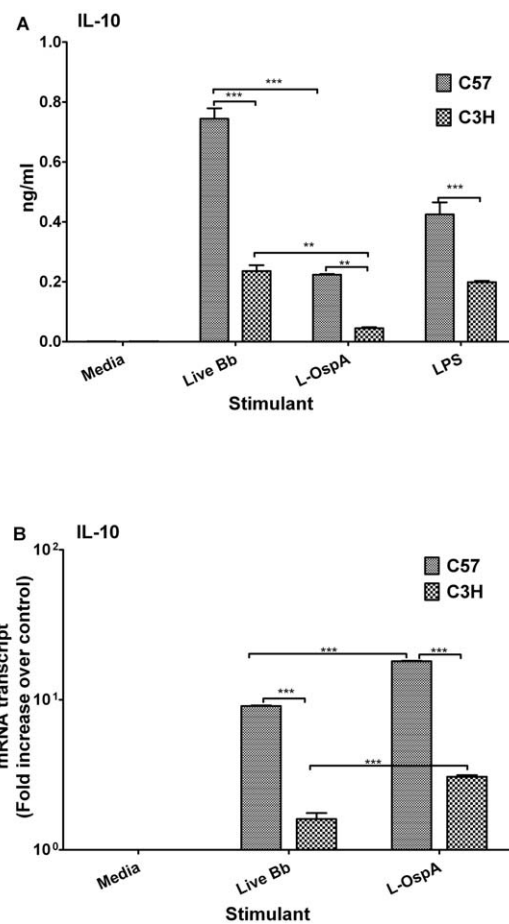 A IL-10
1.0
0.8
0.6
0.4
0.2
0.0
ng/ml
C57
C3H
***
***
**
**
***
Media
Live Bb
L-OspA
LPS
Stimulant
B IL-10
10²
10¹
10⁰
mRNA transcript
(Fold increase over control)
C57
C3H
***
***
***
***
Media
Live Bb
L-OspA
Stimulant